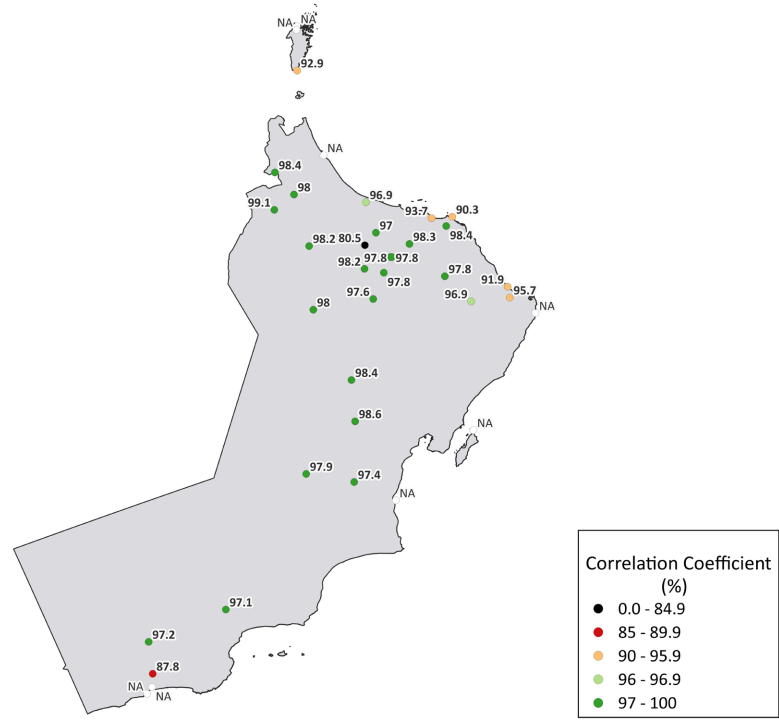 NA
NA
92.9
NA
98.4
98
99.1
96.9
93.7
90.3
97
98.4
98.2
80.5
98.3
97.8
97.8
98.2
97.8
97.8
91.9
97.6
96.9
95.7
98
NA
98.4
98.6
NA
97.9
97.4
NA
97.1
97.2
87.8
NA
NA
Correlation Coefficient
(%)
0.0 - 84.9
85 - 89.9
90 - 95.9
96 - 96.9
97 - 100